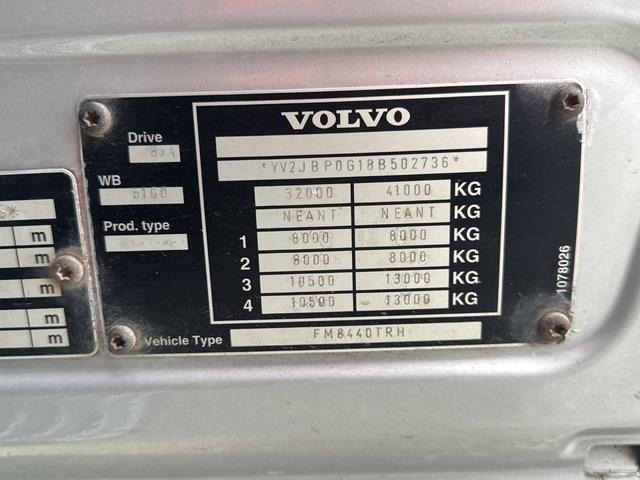 VOLVO
Drive
8x4
*YV2JBP0G18B502736*
WB
5100
32000 41000 KG
NEANT NEANT KG
Prod. type
1 8000 8000 KG
2 8000 8000 KG
3 10500 13000 KG
4 10500 13000 KG
Vehicle Type FM8440TRH
1078026
m
m
m
m